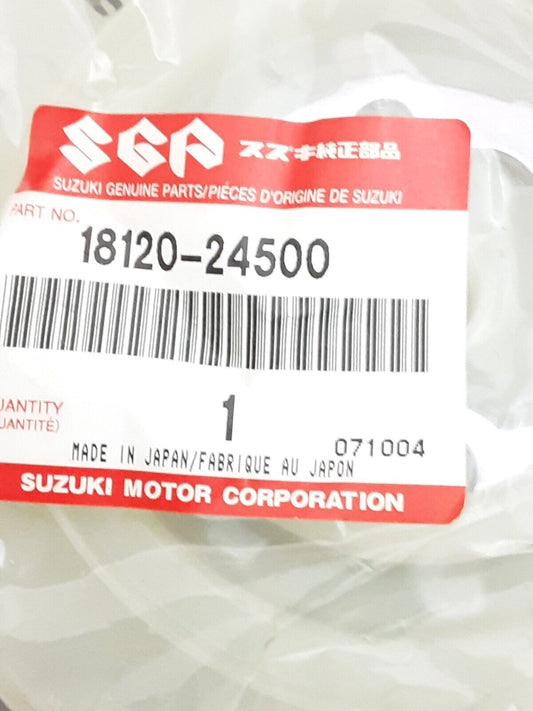 SGP スズキ純正部品
SUZUKI GENUINE PARTS/PIÈCES D'ORIGINE DE SUZUKI
PART NO.
18120-24500
UANTITY
UANTITÉ)
1
071004
MADE IN JAPAN/FABRIQUE AU JAPON
SUZUKI MOTOR CORPORATION